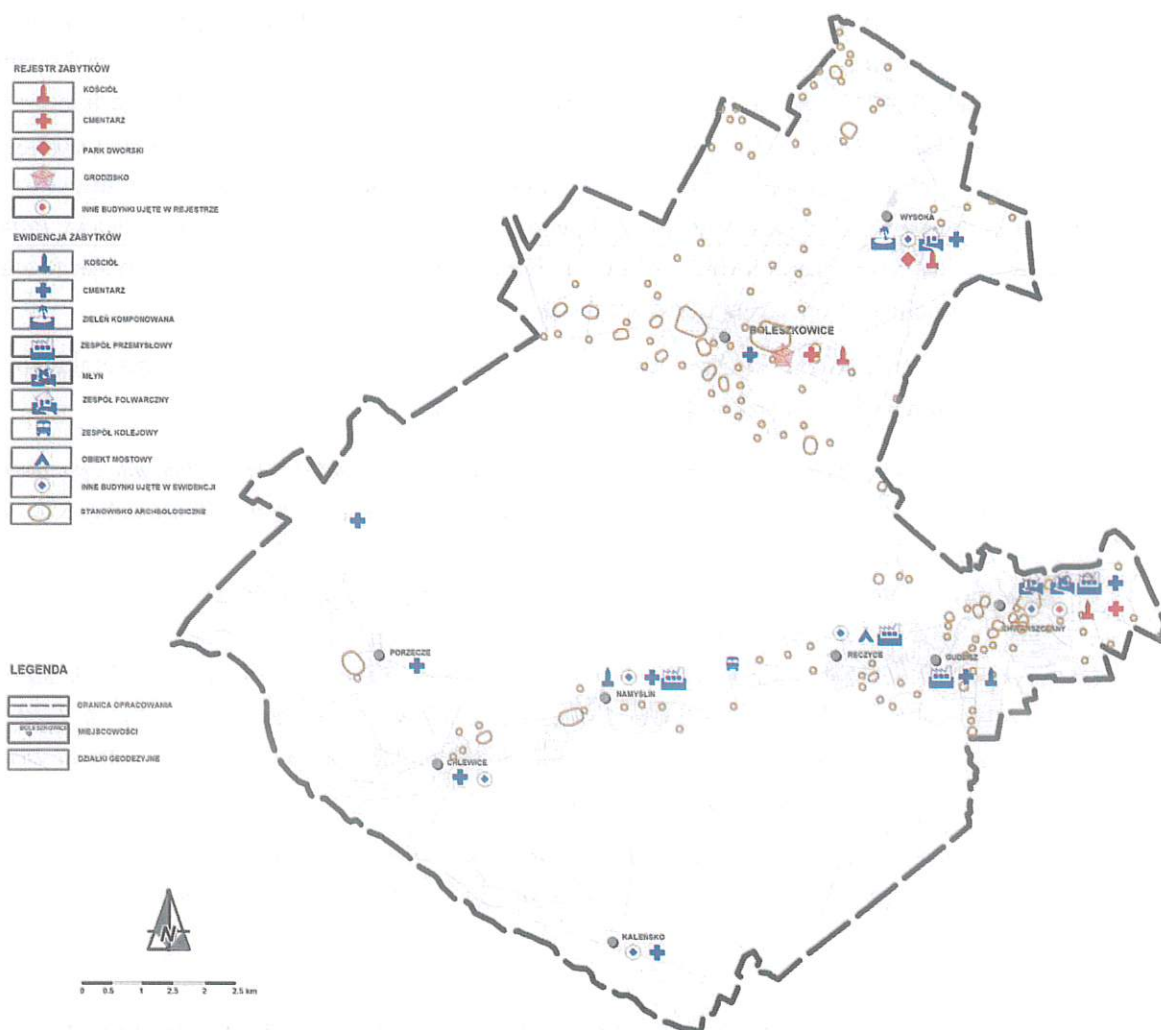 REJESTR ZABYTKÓW
KOŚCIÓŁ
CMENTARZ
PARK DWORSKI
GRODZISKO
INNE BUDYNKI UJĘTE W REJESTRZE
EWIDENCJA ZABYTKÓW
KOŚCIÓŁ
CMENTARZ
ZIELEŃ KOMPONOWANA
ZESPÓŁ PRZEMYSŁOWY
MŁYN
ZESPÓŁ FOLWARCZNY
ZESPÓŁ KOLEJOWY
OBIEKT MOSTOWY
INNE BUDYNKI UJĘTE W EWIDENCJI
STANOWISKO ARCHEOLOGICZNE
WYSOKA
BOLESZKOWICE
PORZECZE
NAMYŚLIN
RECZYCE
GUDZISZ
CHLEWICE
KALEŃSKO
LEGENDA
GRANICA OPRACOWANIA
BOLESZKOWICE
MIEJSCOWOŚCI
DZIAŁKI GEODEZYJNE
N
0 0.5 1 2.5 2 2.5 km